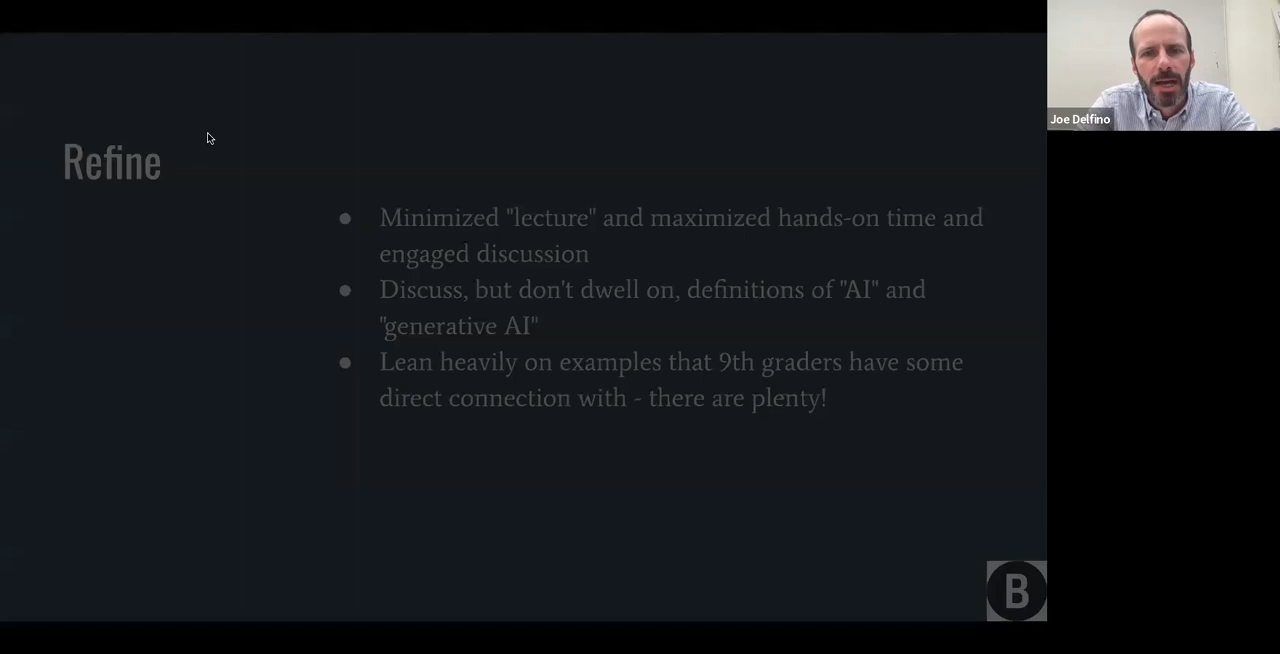 Joe Delfino
Refine
● Minimized "lecture" and maximized hands-on time and
engaged discussion
● Discuss, but don't dwell on, definitions of "AI" and
"generative AI"
● Lean heavily on examples that 9th graders have some
direct connection with - there are plenty!
B